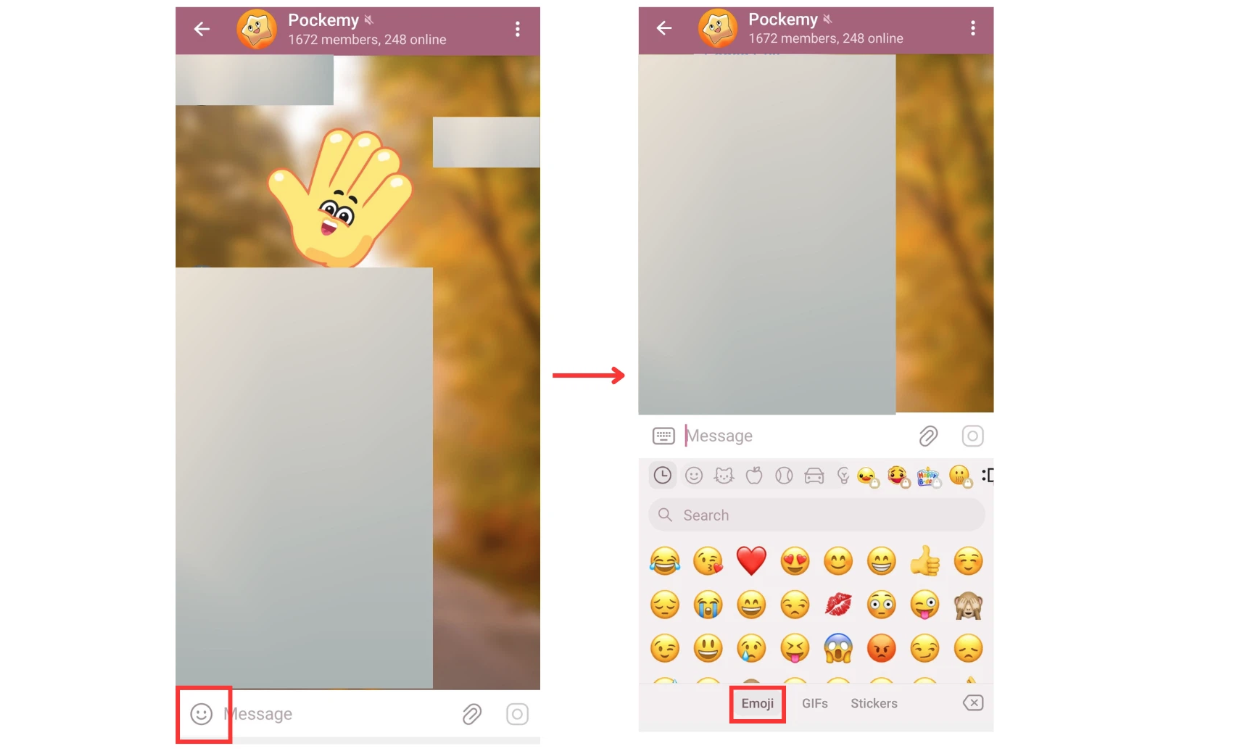 Pockemy
1672 members, 248 online
Message
Pockemy
1672 members, 248 online
Message
Search
Emoji GIFs Stickers